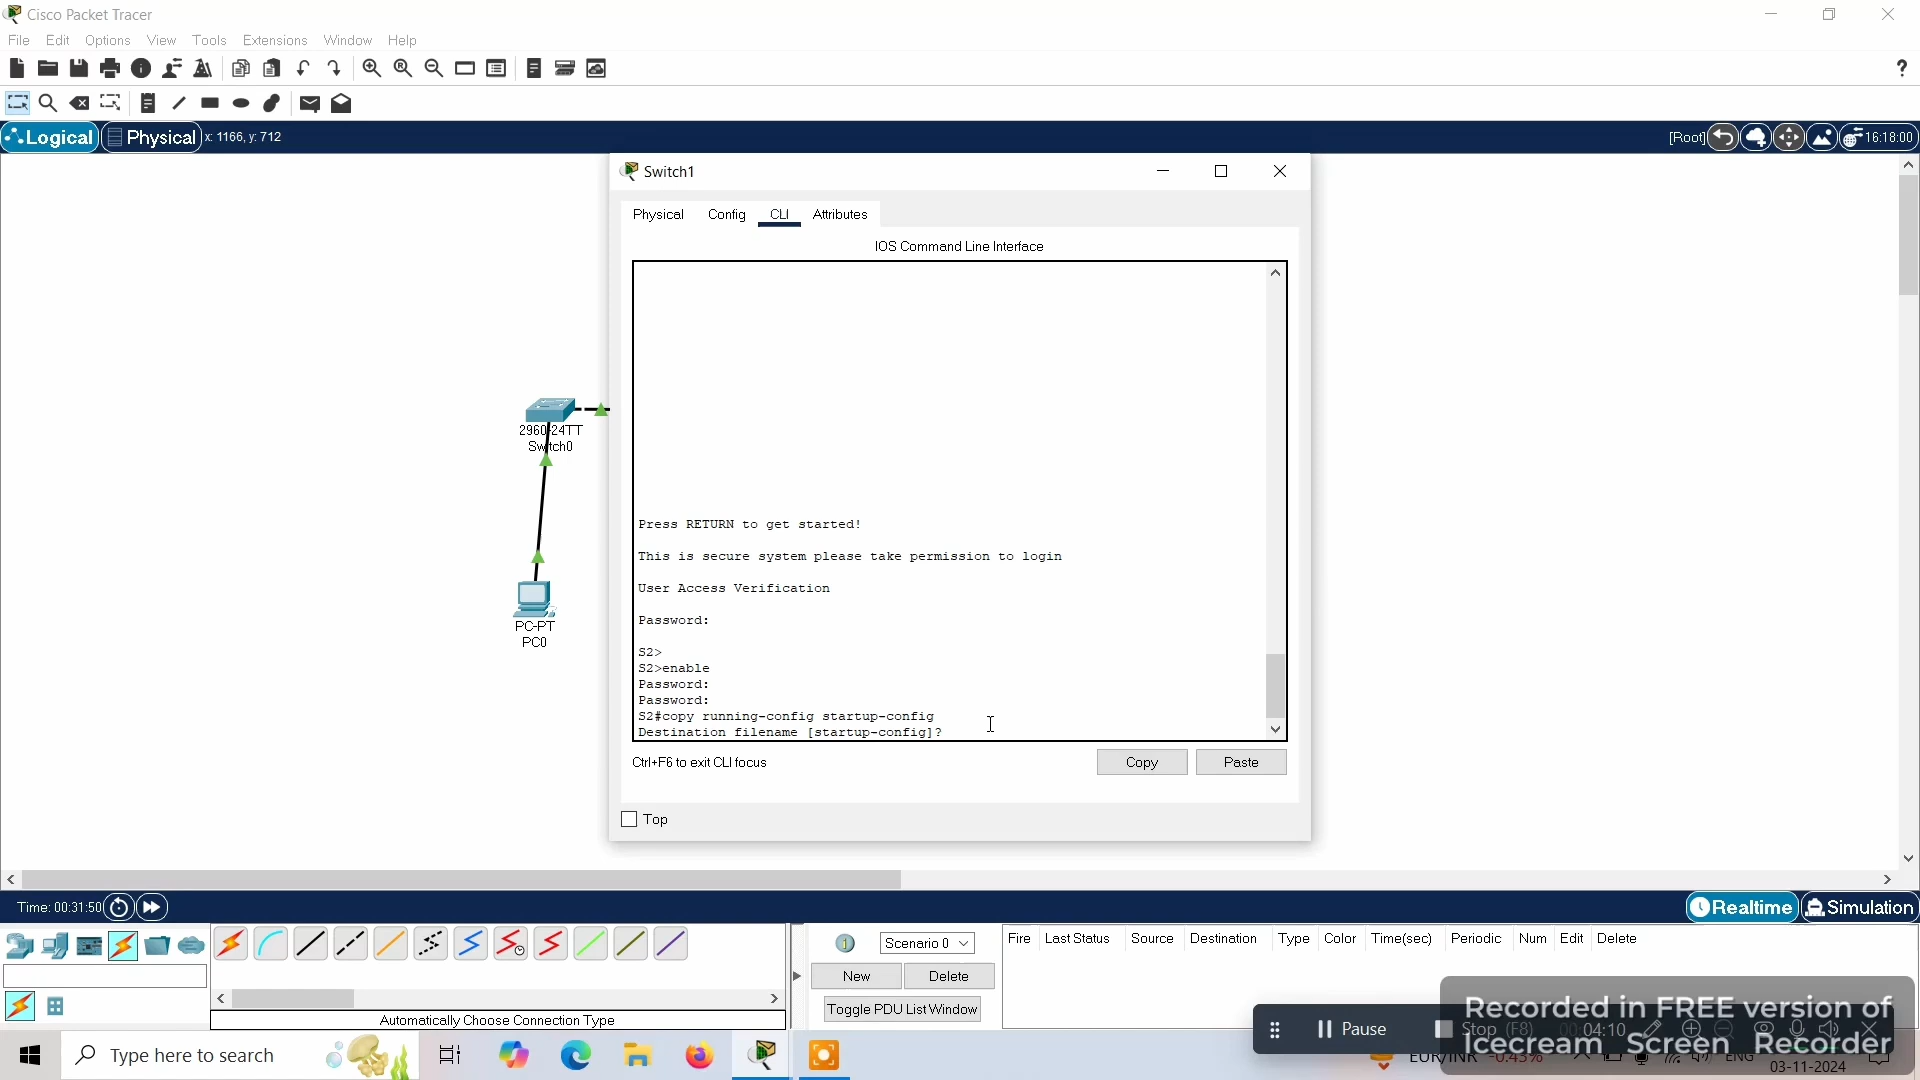 Cisco Packet Tracer
File Edit Options View Tools Extensions Window Help
?
Logical Physical x: 1166, y: 712 [Root] 16:18:00
Switch1
Physical Config CLI Attributes
IOS Command Line Interface
2960-24TT
Switch0
PC-PT
PC0
Press RETURN to get started!
This is secure system please take permission to login
User Access Verification
Password:
S2>
S2>enable
Password:
Password:
S2#copy running-config startup-config
Destination filename [startup-config]?
Ctrl+F6 to exit CLI focus
Copy Paste
Top
Time: 00:31:50
Realtime Simulation
1 Scenario 0
Fire Last Status Source Destination Type Color Time(sec) Periodic Num Edit Delete
New Delete
Toggle PDU List Window
Automatically Choose Connection Type
Recorded in FREE version of
Icecream Screen Recorder
Pause Stop (F8) 00:04:10
Type here to search
EUR/INR -0.45% ENG
03-11-2024